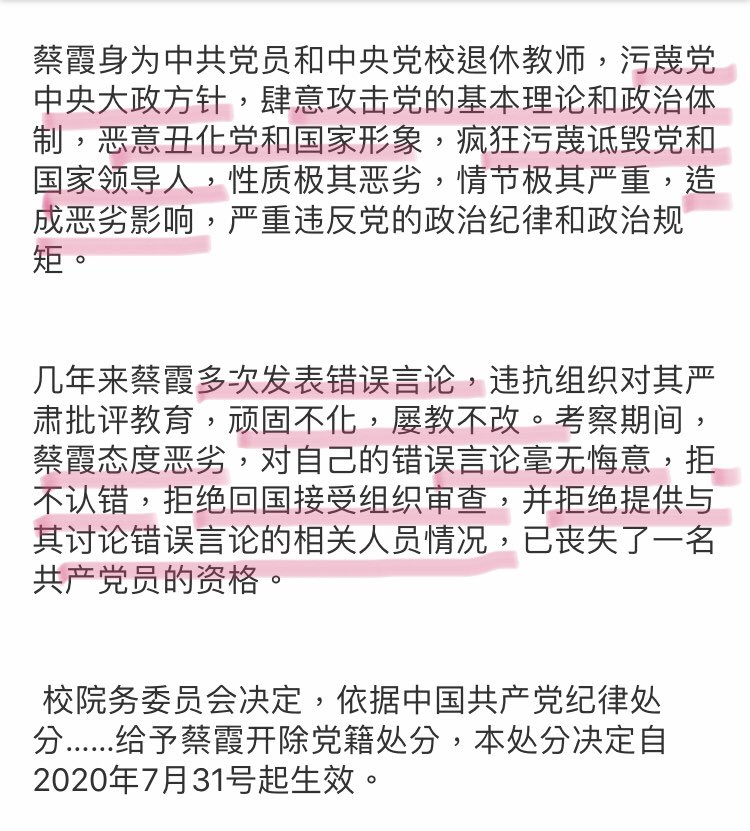 蔡霞身为中共党员和中央党校退休教师，污蔑党
中央大政方针，肆意攻击党的基本理论和政治体
制，恶意丑化党和国家形象，疯狂污蔑诋毁党和
国家领导人，性质极其恶劣，情节极其严重，造
成恶劣影响，严重违反党的政治纪律和政治规
矩。
几年来蔡霞多次发表错误言论，违抗组织对其严
肃批评教育，顽固不化，屡教不改。考察期间，
蔡霞态度恶劣，对自己的错误言论毫无悔意，拒
不认错，拒绝回国接受组织审查，并拒绝提供与
其讨论错误言论的相关人员情况，已丧失了一名
共产党员的资格。
校院务委员会决定，依据中国共产党纪律处
分......给予蔡霞开除党籍处分，本处分决定自
2020年7月31号起生效。